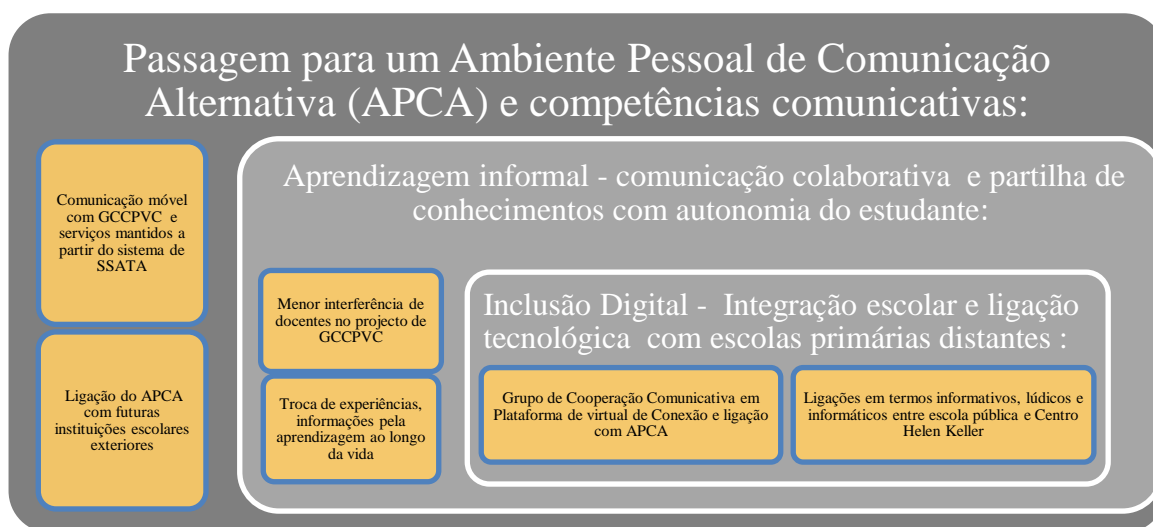 Passagem para um Ambiente Pessoal de Comunicação
Alternativa (APCA) e competências comunicativas:
Comunicação móvel
com GCCPVC e
serviços mantidos a
partir do sistema de
SSATA
Ligação do APCA
com futuras
instituições escolares
exteriores
Aprendizagem informal - comunicação colaborativa e partilha de
conhecimentos com autonomia do estudante:
Menor interferência de
docentes no projecto de
GCCPVC
Troca de experiências,
informações pela
aprendizagem ao longo
da vida
Inclusão Digital - Integração escolar e ligação
tecnológica com escolas primárias distantes :
Grupo de Cooperação Comunicativa em
Plataforma de virtual de Conexão e ligação
com APCA
Ligações em termos informativos, lúdicos e
informáticos entre escola pública e Centro
Helen Keller